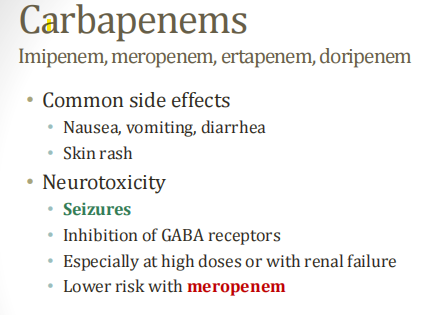 Carbapenems
Imipenem, meropenem, ertapenem, doripenem
• Common side effects
• Nausea, vomiting, diarrhea
• Skin rash
• Neurotoxicity
• Seizures
• Inhibition of GABA receptors
• Especially at high doses or with renal failure
• Lower risk with meropenem